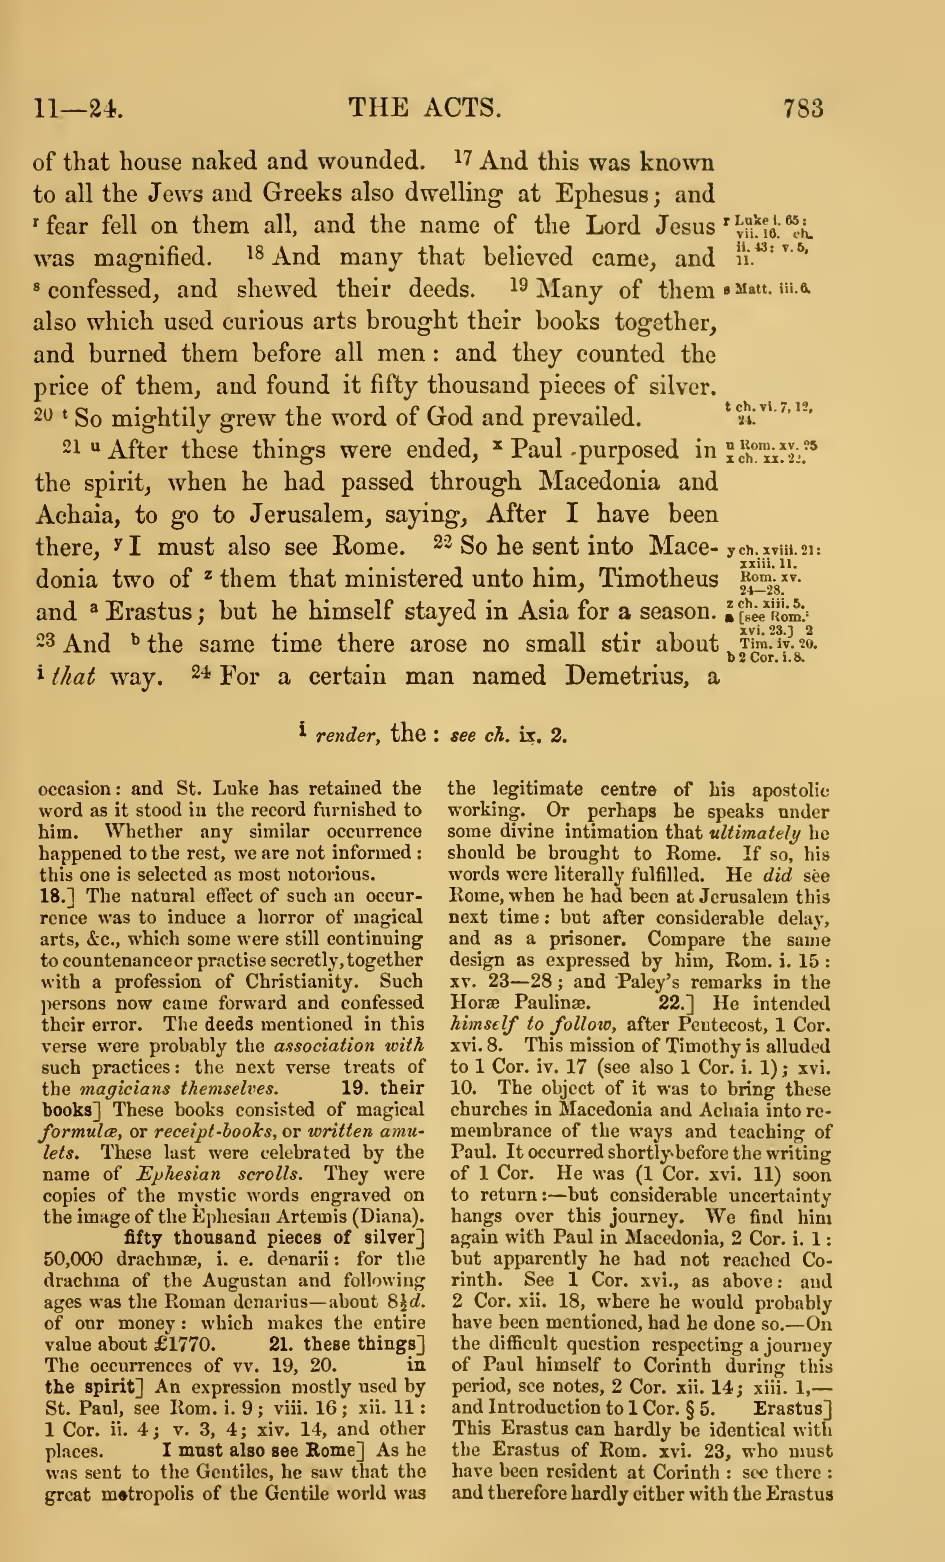 11—24.
THE ACTS.
783
of that house naked and wounded. 17 And this was known
to all the Jews and Greeks also dwelling at Ephesus; and
r fear fell on them all, and the name of the Lord Jesus
was magnified. 18 And many that believed came, and
s confessed, and shewed their deeds. 19 Many of them
also which used curious arts brought their books together,
and burned them before all men : and they counted the
price of them, and found it fifty thousand pieces of silver.
20 t So mightily grew the word of God and prevailed.
21 u After these things were ended, x Paul purposed in
the spirit, when he had passed through Macedonia and
Achaia, to go to Jerusalem, saying, After I have been
there, y I must also see Rome. 22 So he sent into Mace-
donia two of z them that ministered unto him, Timotheus
and a Erastus; but he himself stayed in Asia for a season.
23 And b the same time there arose no small stir about
i that way. 24 For a certain man named Demetrius, a
r Luke i. 65:
vii. 16. ch.
ii. 43: v. 5,
11.
s Matt. iii. 6.
t ch. vi. 7, 12,
24.
u Rom. xv. 25
x ch. xx. 22.
y ch. xviii. 21:
xxiii. 11.
Rom. xv.
24—28.
z ch. xiii. 5.
a [see Rom.
xvi. 23.] 2
Tim. iv. 20.
b 2 Cor. i. 8.
i render, the : see ch. ix. 2.
occasion: and St. Luke has retained the
word as it stood in the record furnished to
him. Whether any similar occurrence
happened to the rest, we are not informed :
this one is selected as most notorious.
18.] The natural effect of such an occur-
rence was to induce a horror of magical
arts, &c., which some were still continuing
to countenance or practise secretly, together
with a profession of Christianity. Such
persons now came forward and confessed
their error. The deeds mentioned in this
verse were probably the association with
such practices: the next verse treats of
the magicians themselves. 19. their
books] These books consisted of magical
formulæ, or receipt-books, or written amu-
lets. These last were celebrated by the
name of Ephesian scrolls. They were
copies of the mystic words engraved on
the image of the Ephesian Artemis (Diana).
fifty thousand pieces of silver]
50,000 drachmæ, i. e. denarii: for the
drachma of the Augustan and following
ages was the Roman denarius—about 8½d.
of our money: which makes the entire
value about £1770. 21. these things]
The occurrences of vv. 19, 20. in
the spirit] An expression mostly used by
St. Paul, see Rom. i. 9; viii. 16; xii. 11:
1 Cor. ii. 4; v. 3, 4; xiv. 14, and other
places. I must also see Rome] As he
was sent to the Gentiles, he saw that the
great metropolis of the Gentile world was
the legitimate centre of his apostolic
working. Or perhaps he speaks under
some divine intimation that ultimately he
should be brought to Rome. If so, his
words were literally fulfilled. He did see
Rome, when he had been at Jerusalem this
next time: but after considerable delay,
and as a prisoner. Compare the same
design as expressed by him, Rom. i. 15 :
xv. 23—28; and Paley's remarks in the
Horæ Paulinæ. 22.] He intended
himself to follow, after Pentecost, 1 Cor.
xvi. 8. This mission of Timothy is alluded
to 1 Cor. iv. 17 (see also 1 Cor. i. 1); xvi.
10. The object of it was to bring these
churches in Macedonia and Achaia into re-
membrance of the ways and teaching of
Paul. It occurred shortly before the writing
of 1 Cor. He was (1 Cor. xvi. 11) soon
to return:—but considerable uncertainty
hangs over this journey. We find him
again with Paul in Macedonia, 2 Cor. i. 1 :
but apparently he had not reached Co-
rinth. See 1 Cor. xvi., as above: and
2 Cor. xii. 18, where he would probably
have been mentioned, had he done so.—On
the difficult question respecting a journey
of Paul himself to Corinth during this
period, see notes, 2 Cor. xii. 14; xiii. 1,—
and Introduction to 1 Cor. § 5. Erastus]
This Erastus can hardly be identical with
the Erastus of Rom. xvi. 23, who must
have been resident at Corinth : see there :
and therefore hardly either with the Erastus